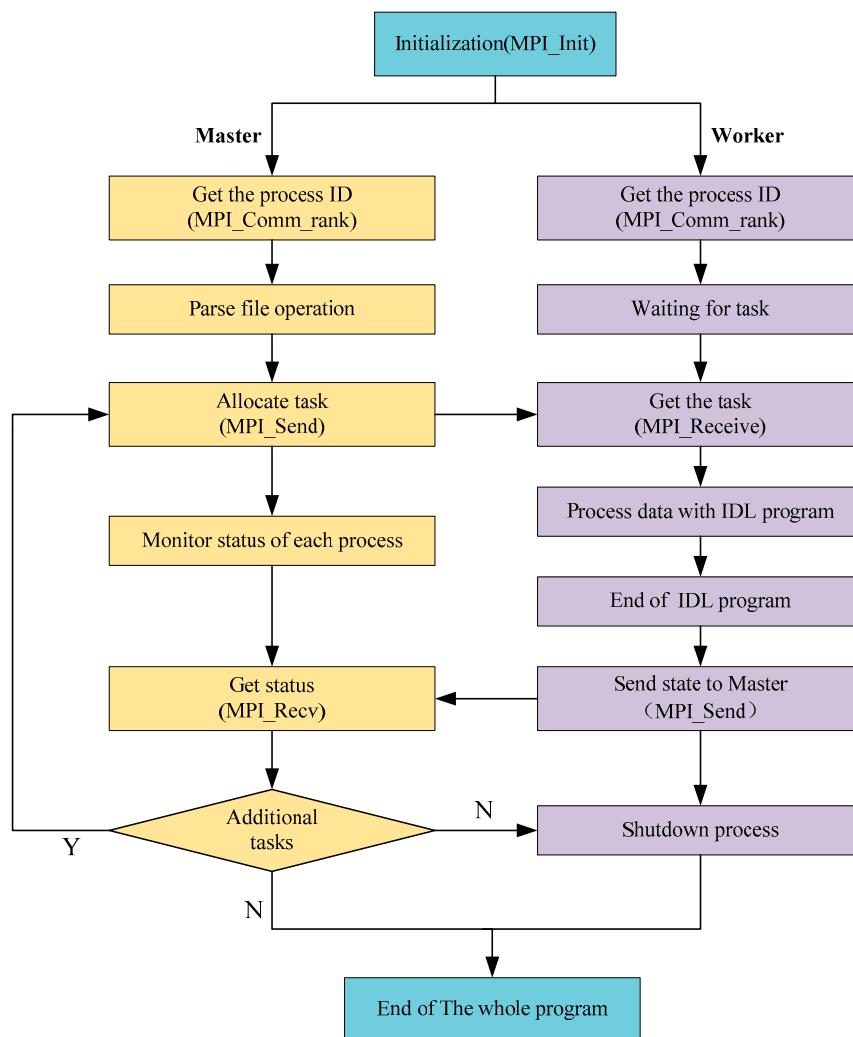 Initialization(MPI_Init)
Master
Worker
Get the process ID
(MPI_Comm_rank)
Get the process ID
(MPI_Comm_rank)
Parse file operation
Waiting for task
Allocate task
(MPI_Send)
Get the task
(MPI_Receive)
Process data with IDL program
Monitor status of each process
End of IDL program
Get status
(MPI_Recv)
Send state to Master
（MPI_Send）
Additional
tasks
N
Shutdown process
Y
N
End of The whole program